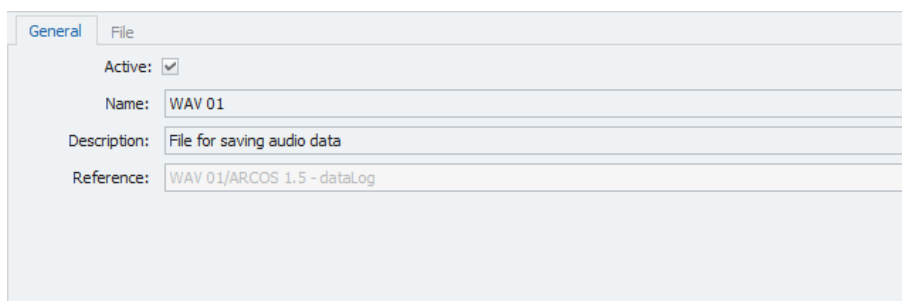 General File
Active:
Name: WAV 01
Description: File for saving audio data
Reference: WAV 01/ARCOS 1.5 - dataLog